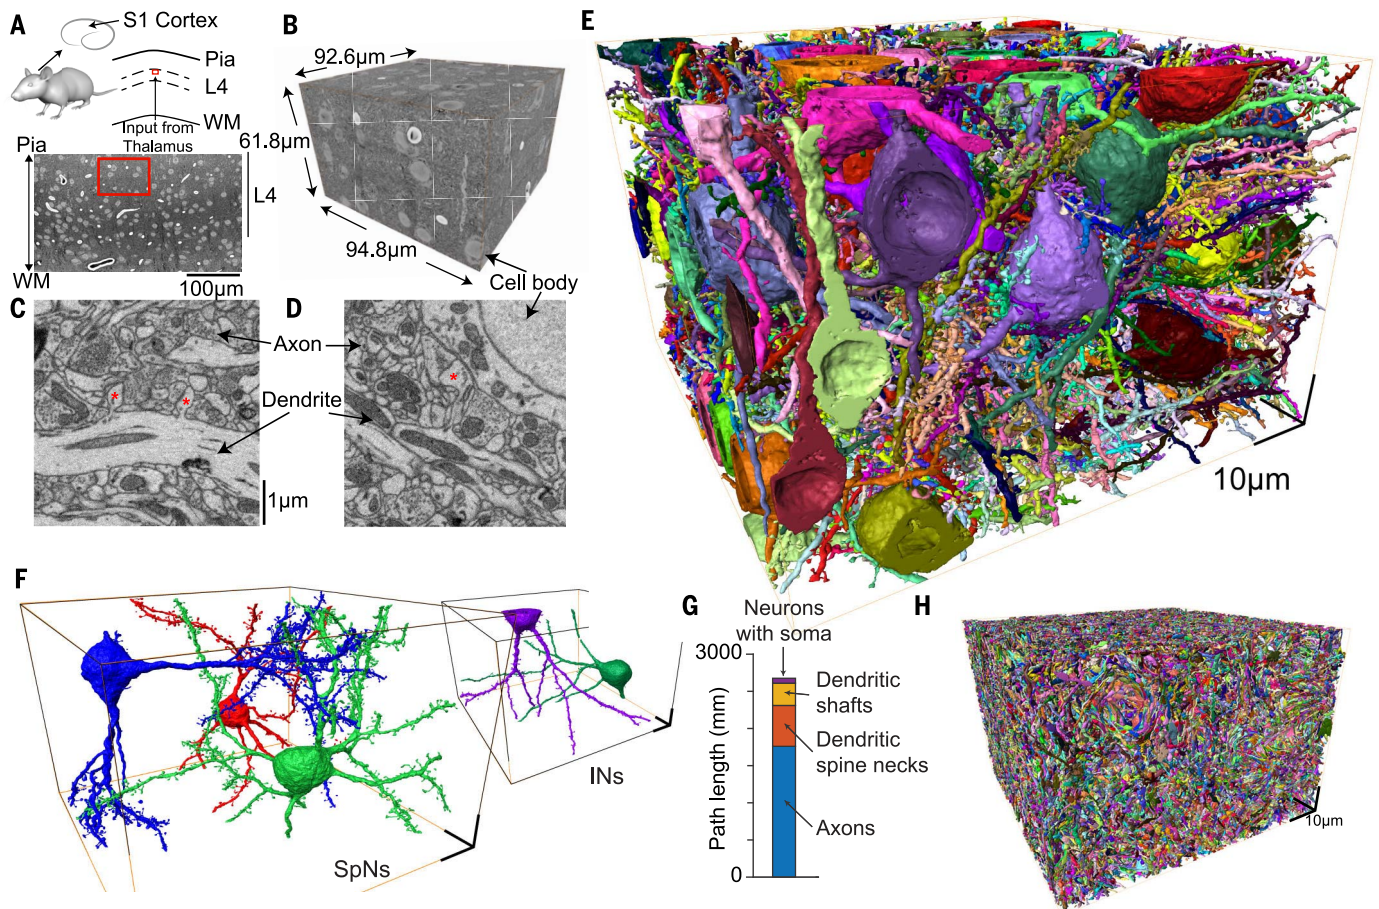 A
S1 Cortex
Pia
L4
WM
Input from
Thalamus
Pia
L4
WM
100µm
B
92.6µm
61.8µm
94.8µm
Cell body
C
D
Axon
*
*
*
Dendrite
1µm
E
10µm
F
SpNs
INs
G
Neurons
with soma
3000
Path length (mm)
0
Dendritic
shafts
Dendritic
spine necks
Axons
H
10µm